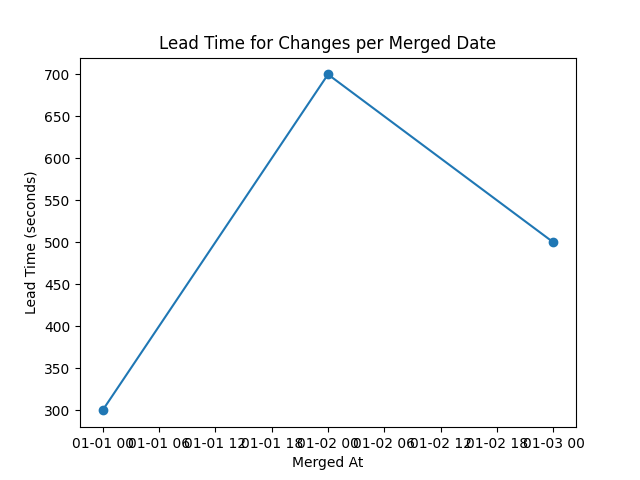 Lead Time for Changes per Merged Date
Lead Time (seconds)
700
650
600
550
500
450
400
350
300
01-01 00 01-01 06 01-01 12 01-01 18 01-02 00 01-02 06 01-02 12 01-02 18 01-03 00
Merged At